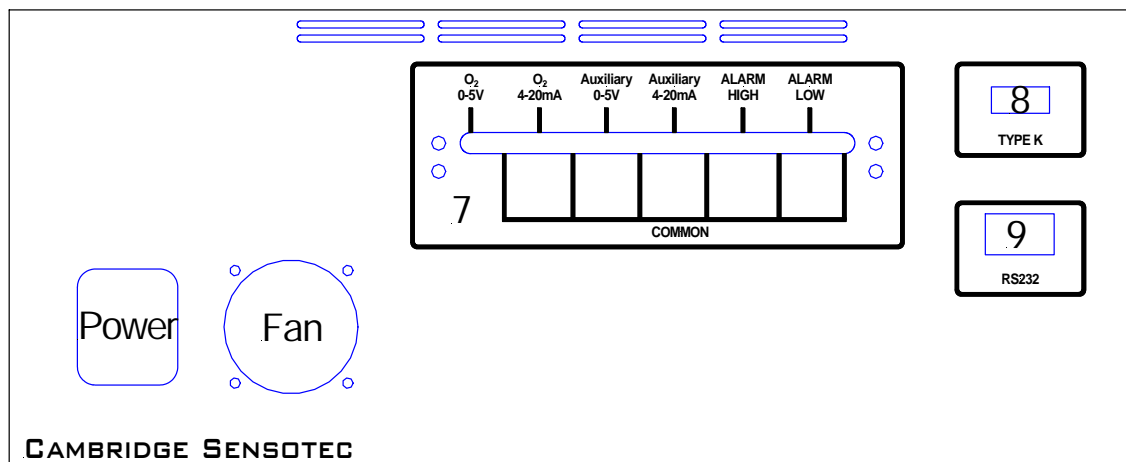 O₂ O₂ Auxiliary Auxiliary ALARM ALARM
0-5V 4-20mA 0-5V 4-20mA HIGH LOW
7
COMMON
8
TYPE K
9
RS232
Power
Fan
CAMBRIDGE SENSOTEC